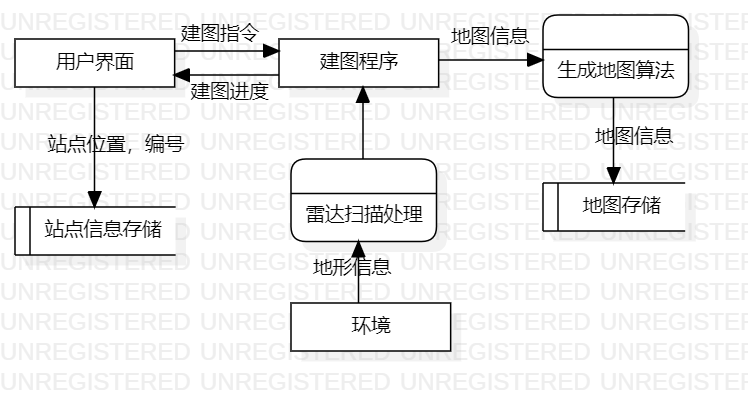 UNREGISTERED UNREGISTERED UNREGISTERED UNREGISTERED
建图指令
地图信息
用户界面
建图程序
生成地图算法
建图进度
站点位置，编号
地图信息
站点信息存储
雷达扫描处理
地图存储
地形信息
环境